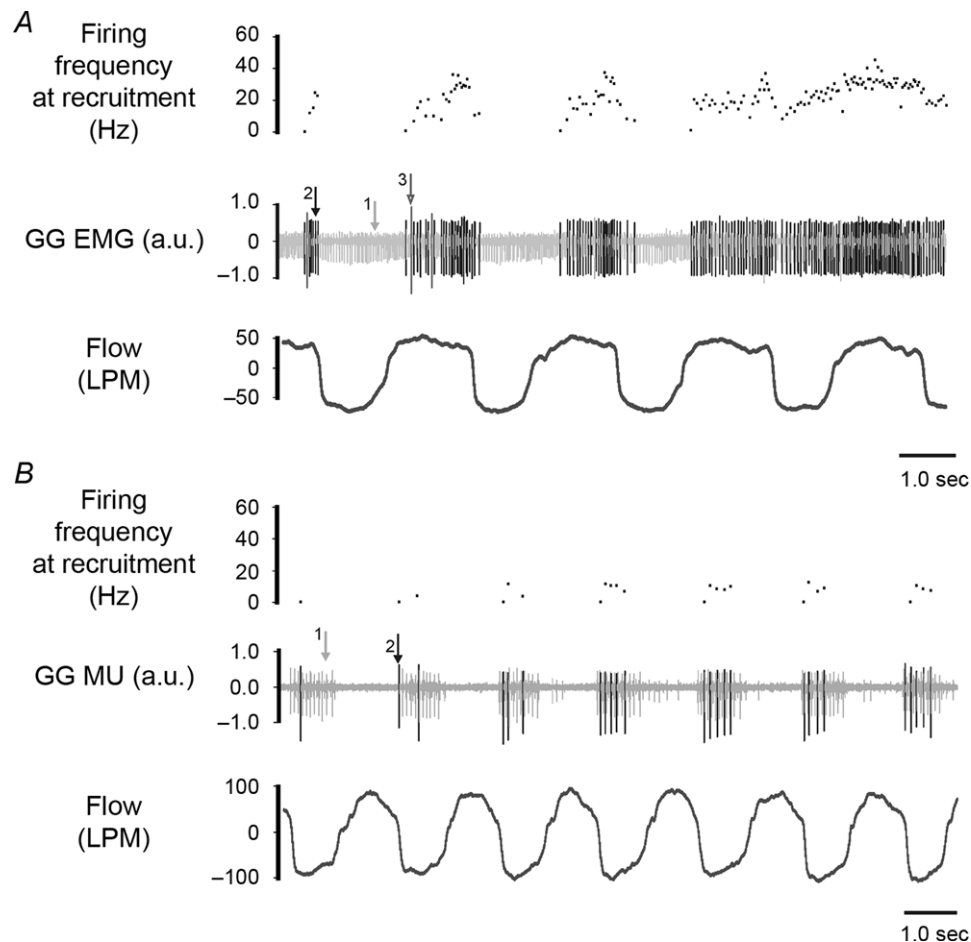 A
Firing
frequency
at recruitment
(Hz)
60
40
20
0
2
1
3
GG EMG (a.u.)
1.0
0
–1.0
Flow
(LPM)
50
0
–50
1.0 sec
B
Firing
frequency
at recruitment
(Hz)
60
40
20
0
1
2
GG MU (a.u.)
1.0
0.0
–1.0
Flow
(LPM)
100
0
–100
1.0 sec